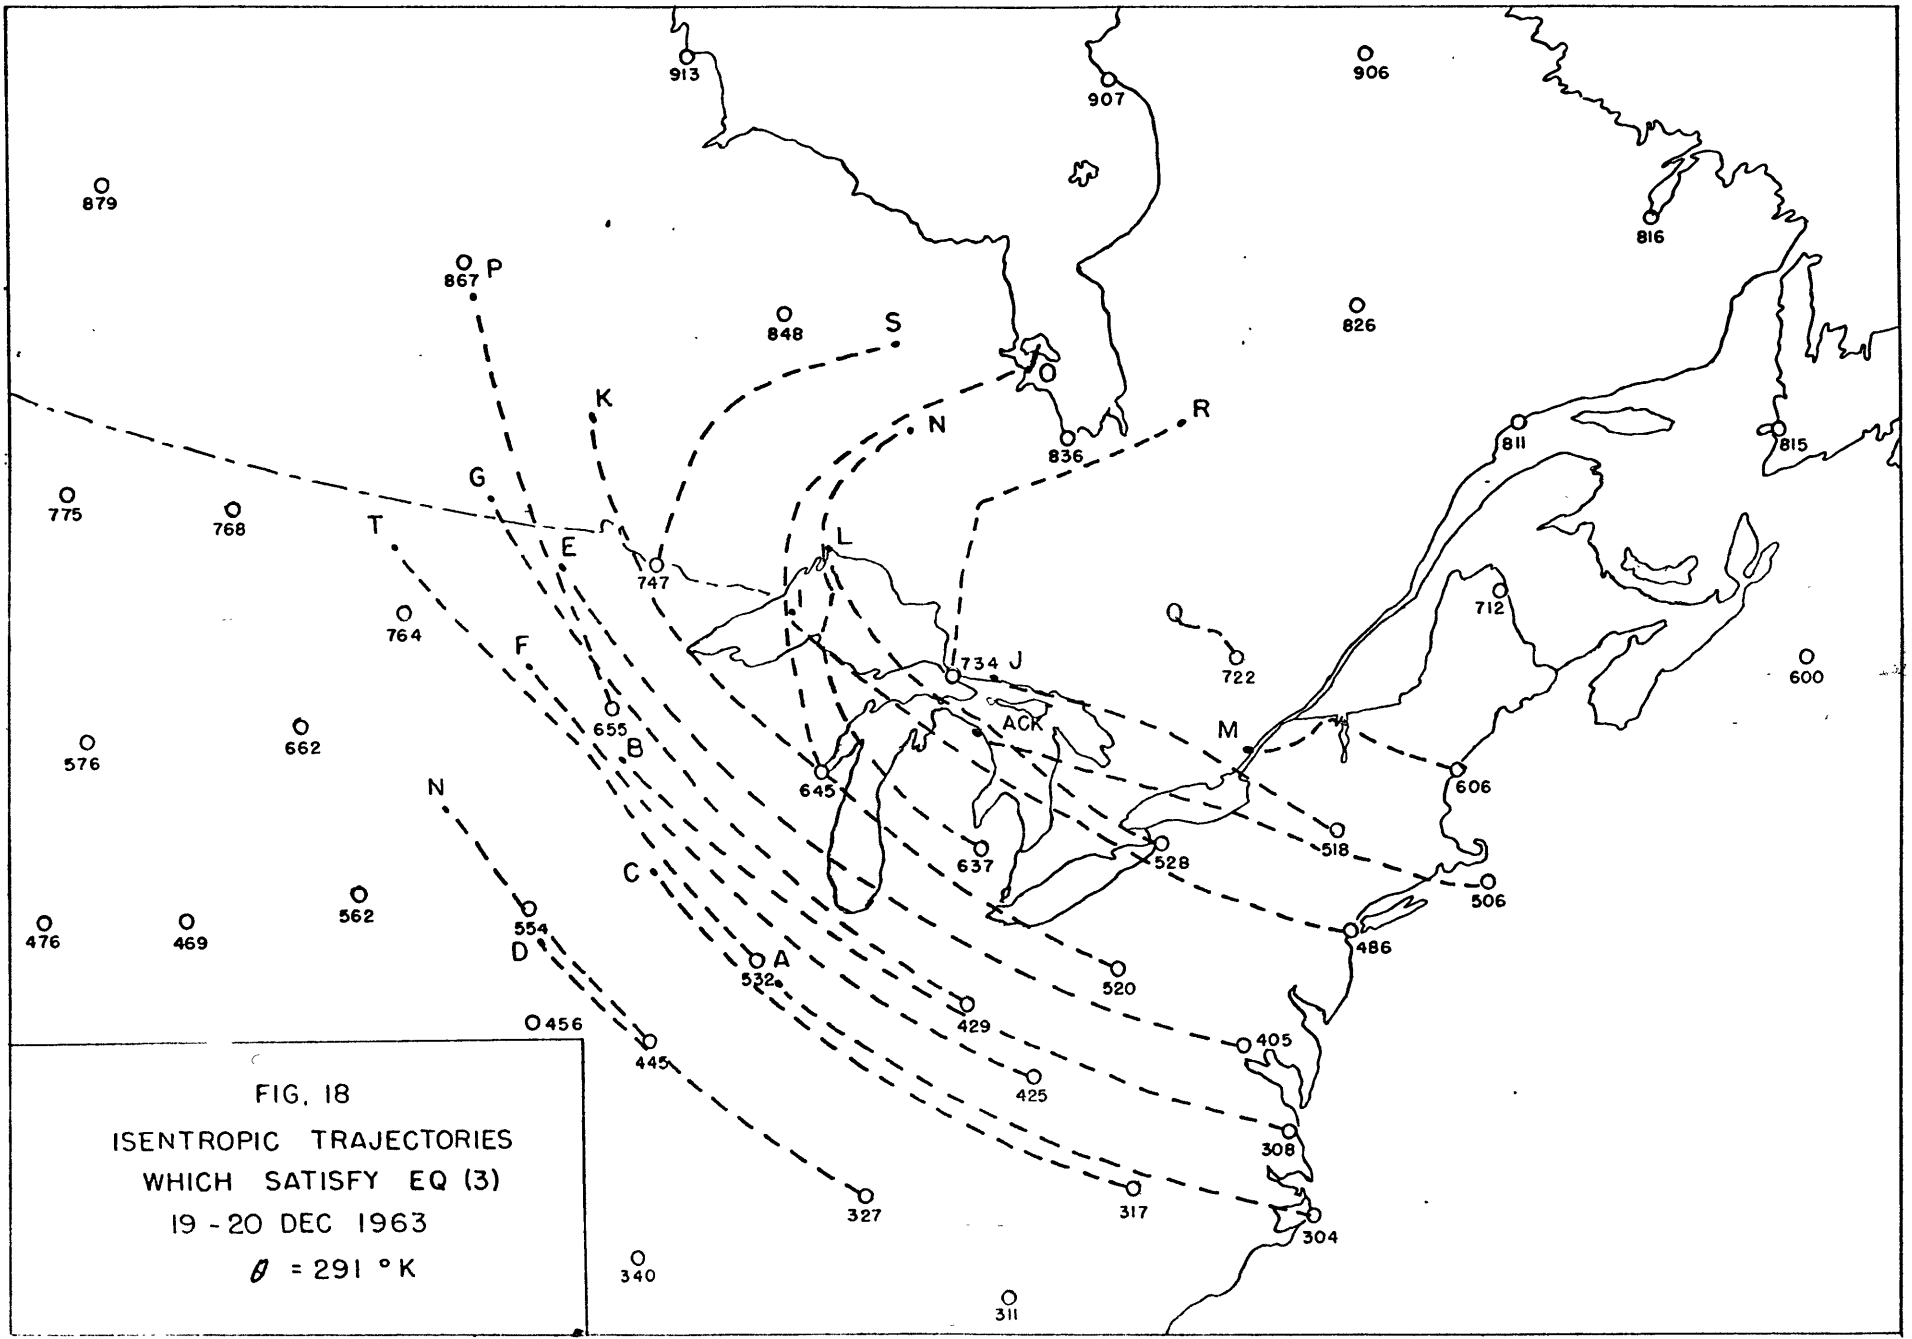 913
906
907
879
816
867 P
848
S
826
O
K
N
R
836
811
815
G
775
768
T
L
E
747
I
764
712
Q
F
734 J
722
600
655
ACK
662
M
576
B
645
606
N
637
528
518
C
506
562
554
476
469
486
D
532 A
520
456
429
405
445
425
308
327
317
304
340
311
FIG. 18
ISENTROPIC TRAJECTORIES
WHICH SATISFY EQ (3)
19 - 20 DEC 1963
θ = 291 °K